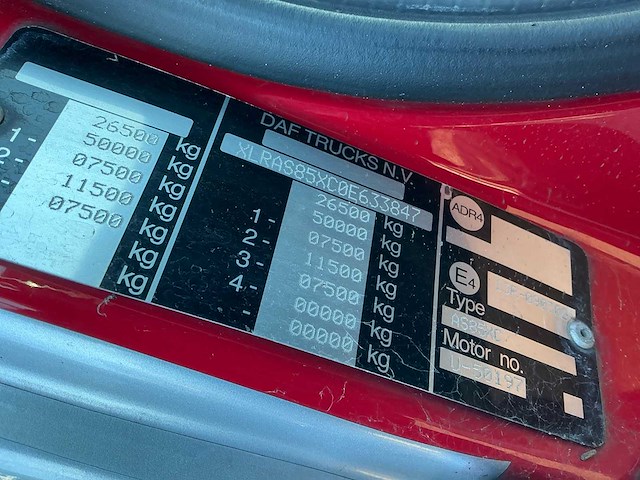 26500 kg
1- 50000 kg
2- 07500 kg
- 11500 kg
- 07500 kg
kg
DAF TRUCKS N.V
XLRAS85XC0E633847
26500 kg
1- 50000 kg
2- 07500 kg
3- 11500 kg
4- 07500 kg
- 00000 kg
00000 kg
ADR4
E4
Type
AS85XC
Motor no.
U-50197